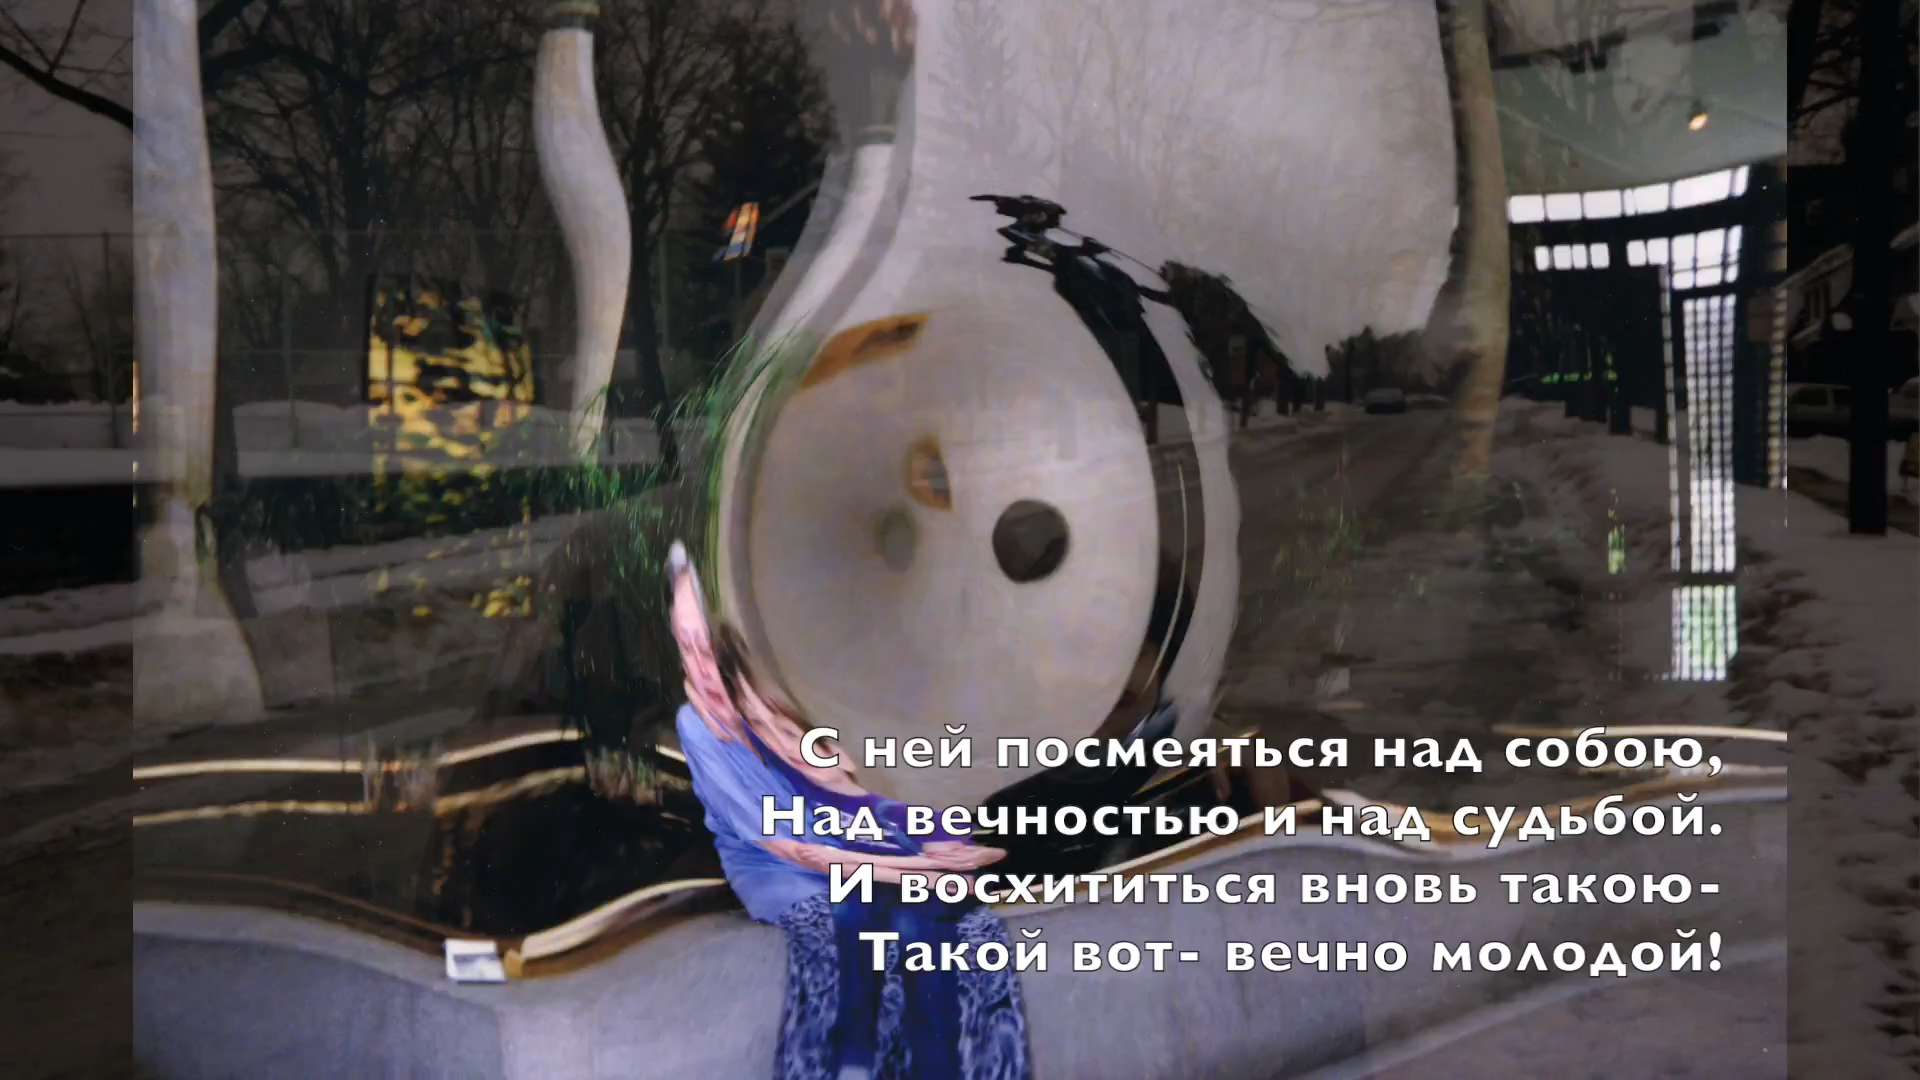 С ней посмеяться над собою,
Над вечностью и над судьбой.
И восхититься вновь такою-
Такой вот- вечно молодой!